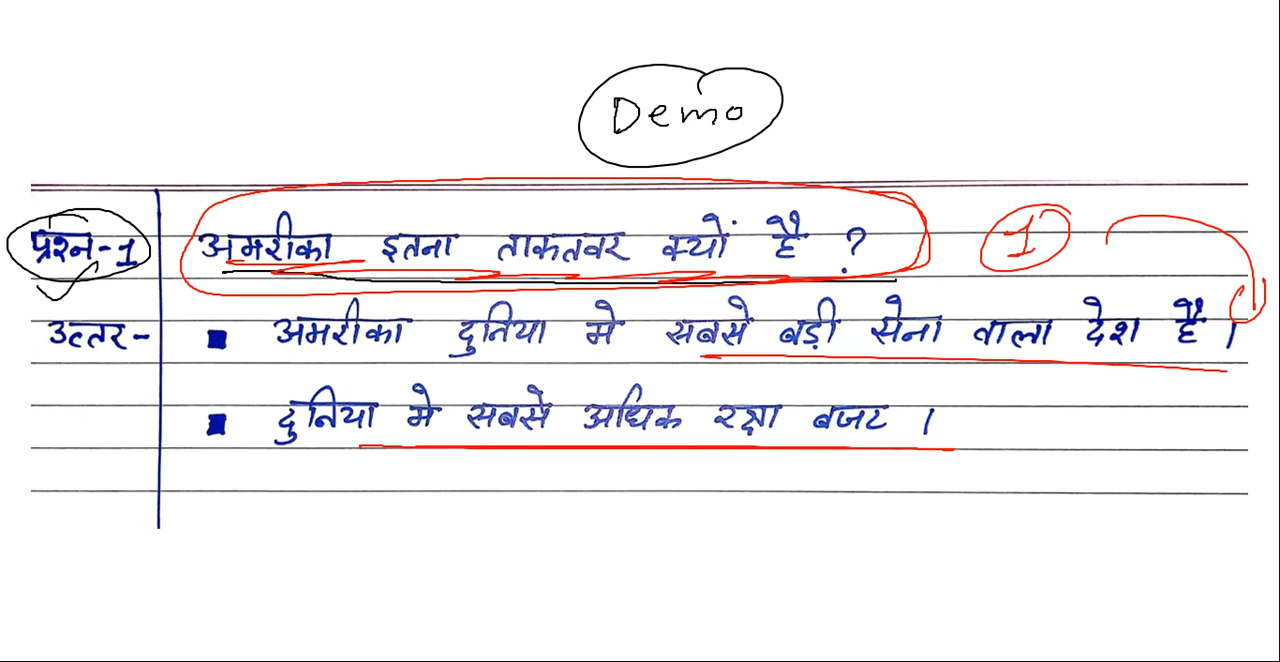 Demo
प्रश्न-1 अमरीका इतना ताकतवर क्यों है ? 1
उत्तर- ▪ अमरीका दुनिया मे सबसे बड़ी सेना वाला देश है ।
▪ दुनिया मे सबसे अधिक रक्षा बजट ।